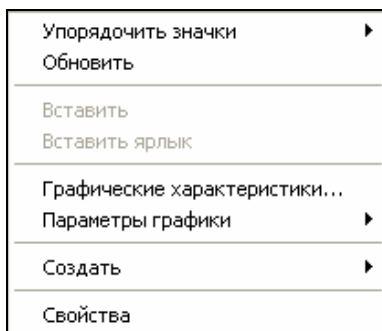 Упорядочить значки
Обновить
Вставить
Вставить ярлык
Графические характеристики...
Параметры графики
Создать
Свойства